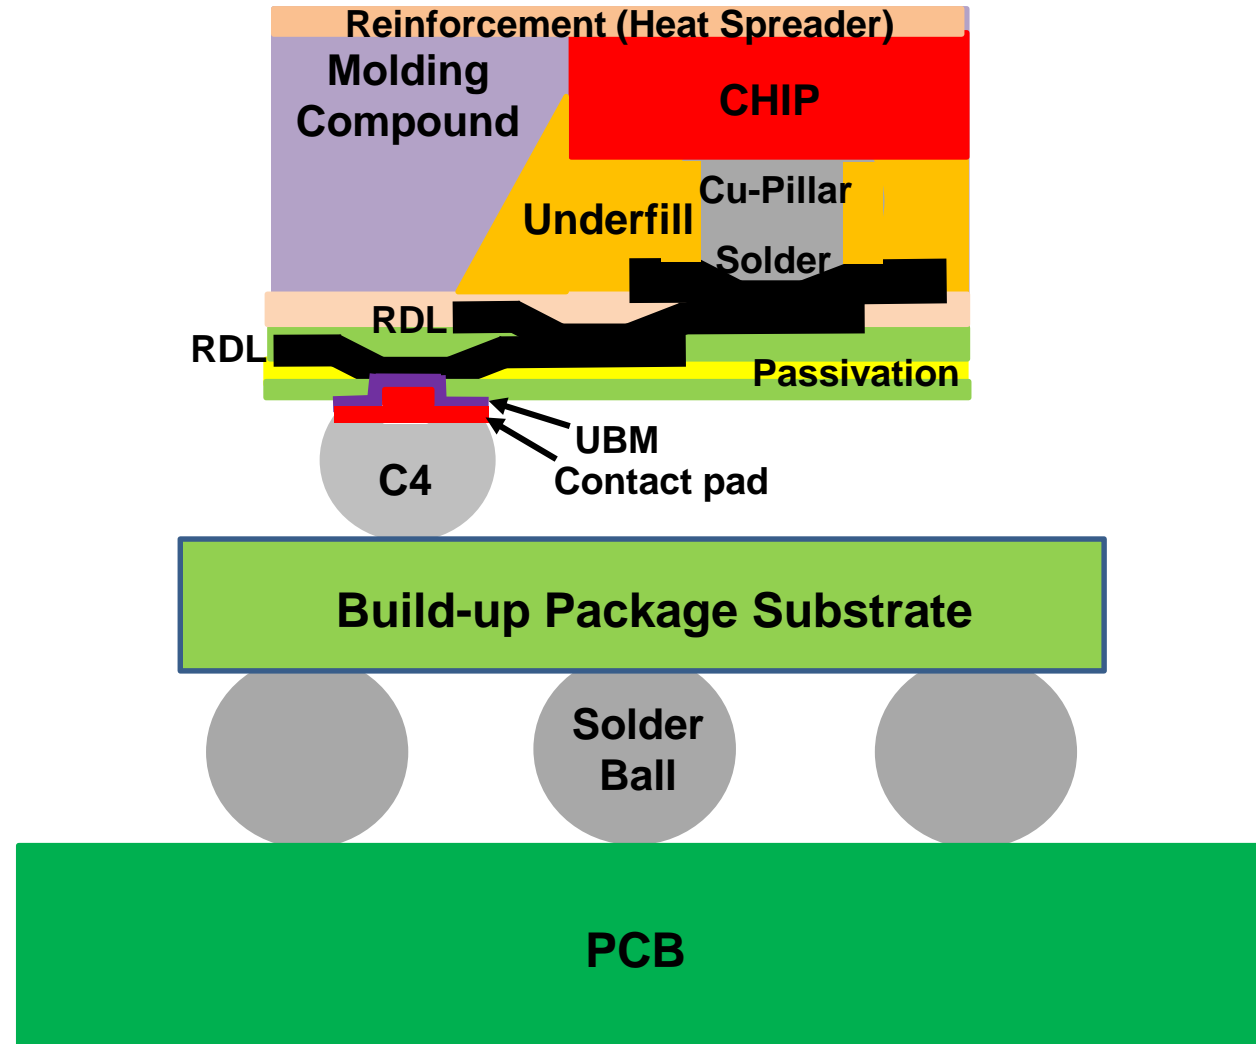 Reinforcement (Heat Spreader)
Molding
Compound
CHIP
Cu-Pillar
Underfill
Solder
RDL
RDL
Passivation
UBM
Contact pad
C4
Build-up Package Substrate
Solder
Ball
PCB